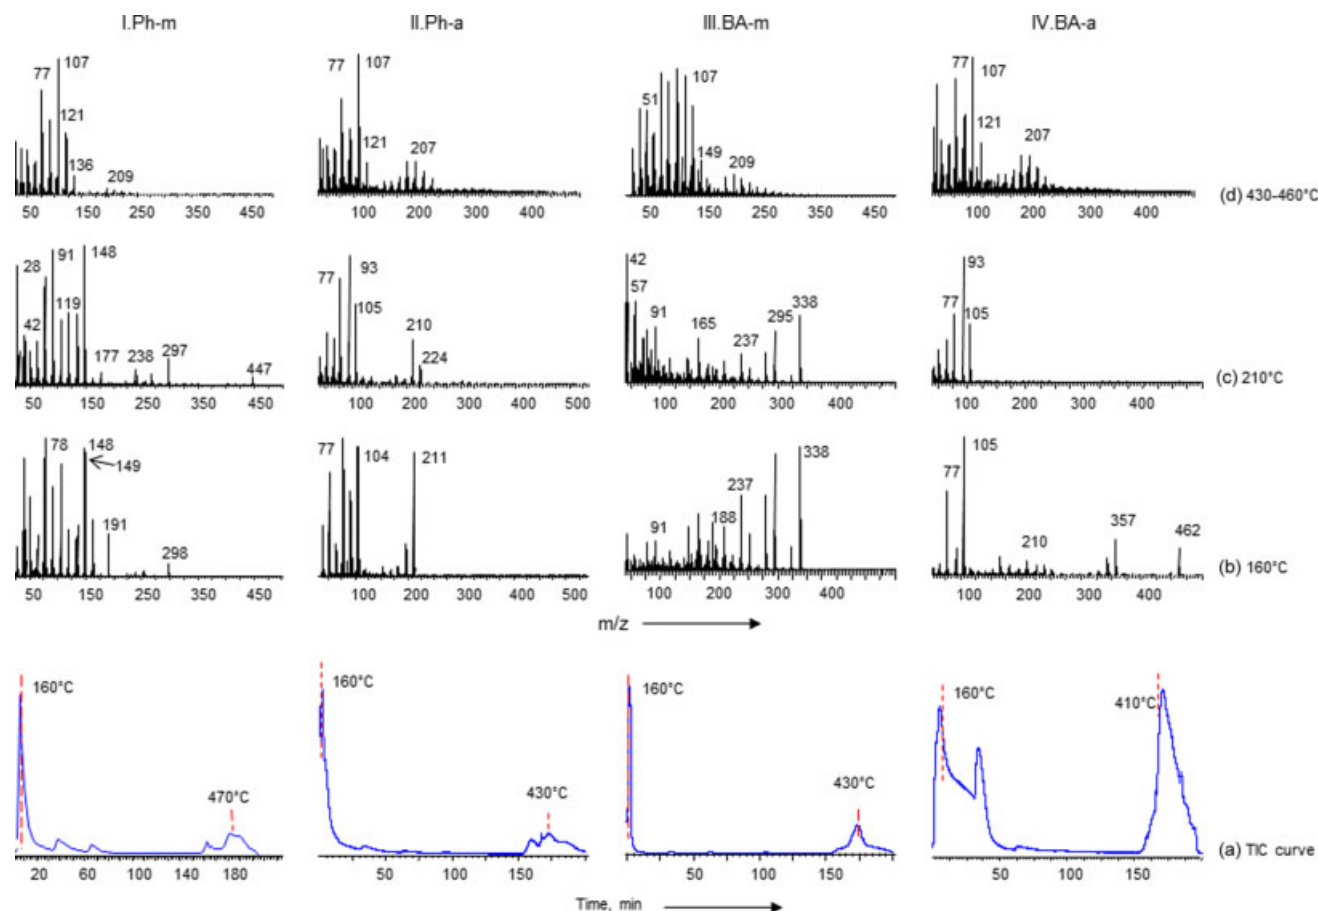 I.Ph-m II.Ph-a III.BA-m IV.BA-a
77 107 121 136 209
50 150 250 350 450
77 107 121 207
100 200 300 400
51 107 149 209
50 150 250 350 450
77 107 121 207
100 200 300 400
(d) 430-460°C
28 42 91 119 148 177 238 297 447
50 100 150 200 250 300 350 400 450
77 93 105 210 224
100 200 300 400 500
42 57 91 165 237 295 338
100 200 300 400
77 93 105
100 200 300 400
(c) 210°C
78 148 149 191 298
50 150 250 350 450
77 104 211
100 200 300 400 500
91 188 237 338
100 200 300 400
77 105 210 357 462
100 200 300 400
(b) 160°C
m/z
160°C 470°C
20 60 100 140 180
160°C 430°C
50 100 150
160°C 430°C
50 100 150
160°C 410°C
50 100 150
(a) TIC curve
Time, min